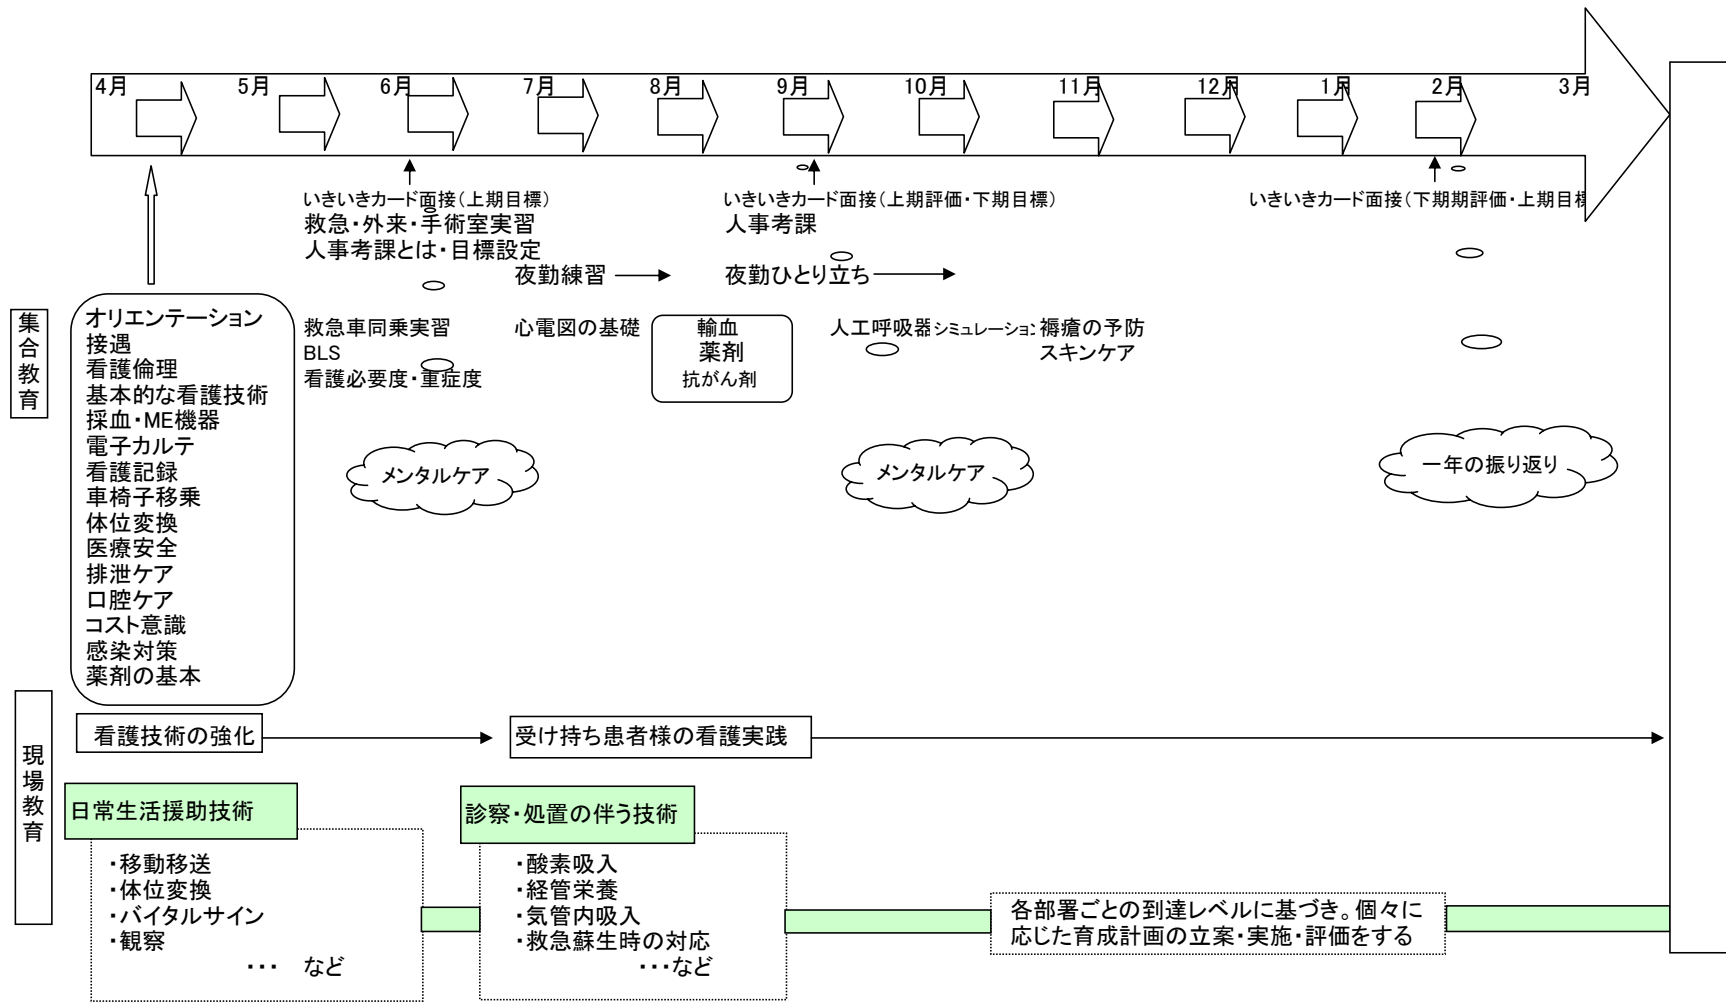 4月
5月
6月
7月
8月
9月
10月
11月
12月
1月
2月
3月
いきいきカード面接(上期目標)
救急・外来・手術室実習
人事考課とは・目標設定
いきいきカード面接(上期評価・下期目標)
人事考課
いきいきカード面接(下期期評価・上期目標
夜勤練習
夜勤ひとり立ち
集合教育
オリエンテーション
接遇
看護倫理
基本的な看護技術
採血・ME機器
電子カルテ
看護記録
車椅子移乗
体位変換
医療安全
排泄ケア
口腔ケア
コスト意識
感染対策
薬剤の基本
救急車同乗実習
BLS
看護必要度・重症度
心電図の基礎
輸血
薬剤
抗がん剤
人工呼吸器シミュレーション
褥瘡の予防
スキンケア
メンタルケア
メンタルケア
一年の振り返り
現場教育
看護技術の強化
受け持ち患者様の看護実践
日常生活援助技術
・移動移送
・体位変換
・バイタルサイン
・観察
・・・ など
診察・処置の伴う技術
・酸素吸入
・経管栄養
・気管内吸入
・救急蘇生時の対応
・・・など
各部署ごとの到達レベルに基づき。個々に
応じた育成計画の立案・実施・評価をする